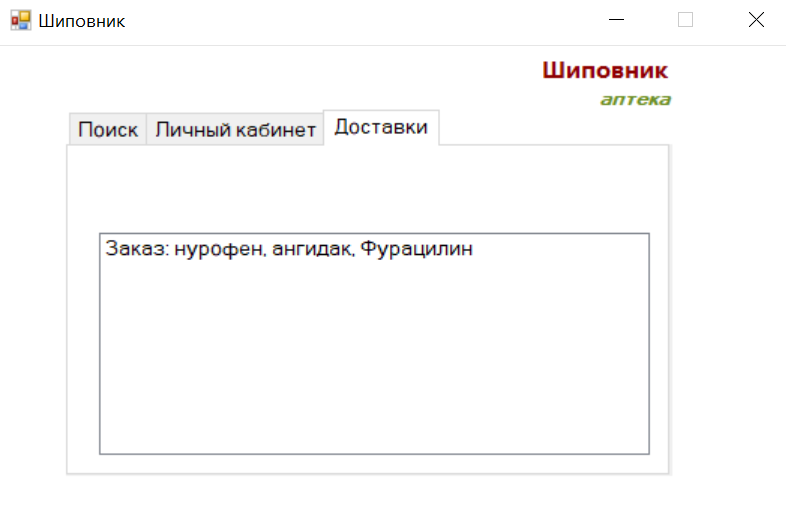 Шиповник
Шиповник
аптека
Поиск Личный кабинет Доставки
Заказ: нурофен, ангидак, Фурацилин